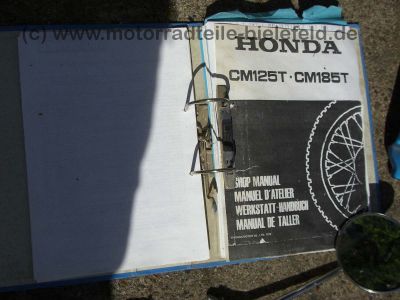 (c) www.motorradteile-bielefeld.de
HONDA
CM125T · CM185T
SHOP MANUAL
MANUEL D'ATELIER
WERKSTATT-HANDBUCH
MANUAL DE TALLER